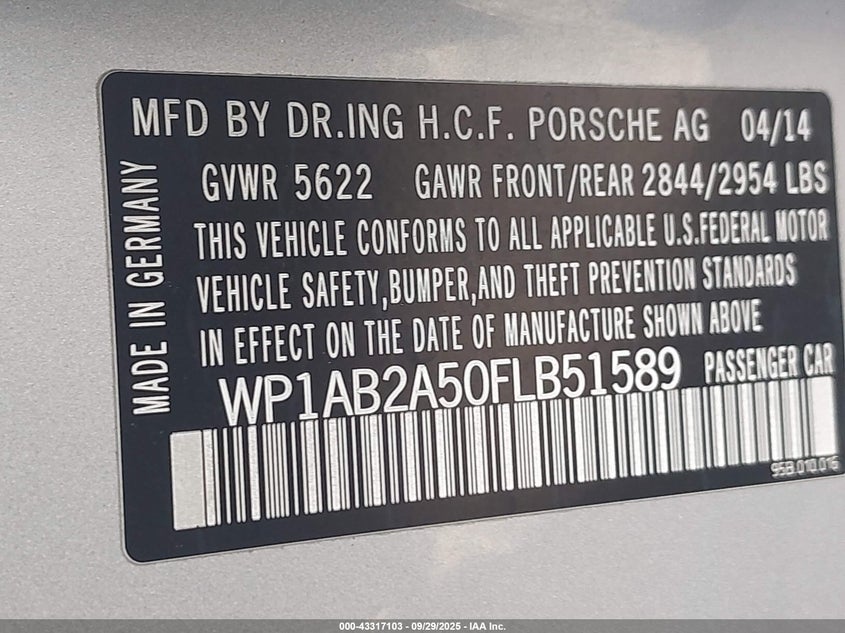 MFD BY DR.ING H.C.F. PORSCHE AG 04/14
GVWR 5622 GAWR FRONT/REAR 2844/2954 LBS
THIS VEHICLE CONFORMS TO ALL APPLICABLE U.S.FEDERAL MOTOR
VEHICLE SAFETY,BUMPER,AND THEFT PREVENTION STANDARDS
IN EFFECT ON THE DATE OF MANUFACTURE SHOWN ABOVE
WP1AB2A50FLB51589 PASSENGER CAR
95B.010.016
MADE IN GERMANY
000-43317103 - 09/29/2025 - IAA Inc.